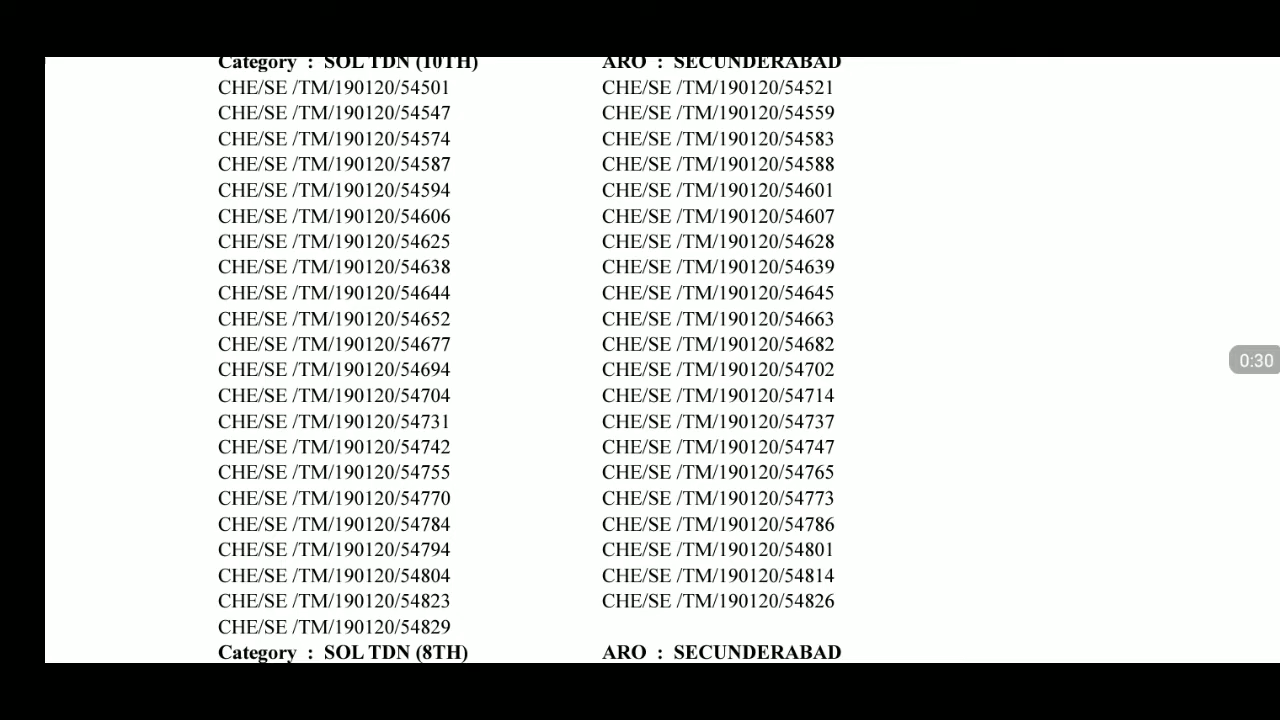 Category : SOL TDN (10TH) ARO : SECUNDERABAD
CHE/SE /TM/190120/54501 CHE/SE /TM/190120/54521
CHE/SE /TM/190120/54547 CHE/SE /TM/190120/54559
CHE/SE /TM/190120/54574 CHE/SE /TM/190120/54583
CHE/SE /TM/190120/54587 CHE/SE /TM/190120/54588
CHE/SE /TM/190120/54594 CHE/SE /TM/190120/54601
CHE/SE /TM/190120/54606 CHE/SE /TM/190120/54607
CHE/SE /TM/190120/54625 CHE/SE /TM/190120/54628
CHE/SE /TM/190120/54638 CHE/SE /TM/190120/54639
CHE/SE /TM/190120/54644 CHE/SE /TM/190120/54645
CHE/SE /TM/190120/54652 CHE/SE /TM/190120/54663
CHE/SE /TM/190120/54677 CHE/SE /TM/190120/54682
0:30
CHE/SE /TM/190120/54694 CHE/SE /TM/190120/54702
CHE/SE /TM/190120/54704 CHE/SE /TM/190120/54714
CHE/SE /TM/190120/54731 CHE/SE /TM/190120/54737
CHE/SE /TM/190120/54742 CHE/SE /TM/190120/54747
CHE/SE /TM/190120/54755 CHE/SE /TM/190120/54765
CHE/SE /TM/190120/54770 CHE/SE /TM/190120/54773
CHE/SE /TM/190120/54784 CHE/SE /TM/190120/54786
CHE/SE /TM/190120/54794 CHE/SE /TM/190120/54801
CHE/SE /TM/190120/54804 CHE/SE /TM/190120/54814
CHE/SE /TM/190120/54823 CHE/SE /TM/190120/54826
CHE/SE /TM/190120/54829
Category : SOL TDN (8TH) ARO : SECUNDERABAD